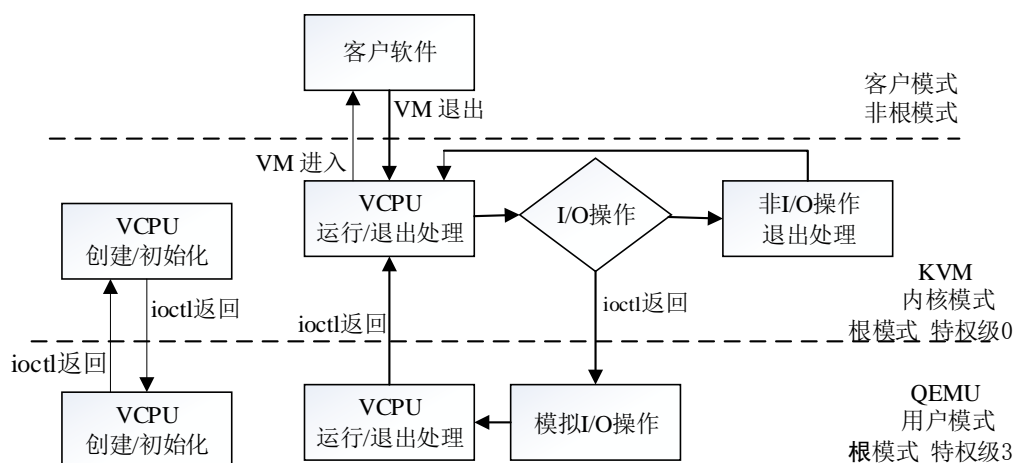 客户软件
客户模式
非根模式
VM 退出
VM 进入
VCPU
运行/退出处理
I/O操作
非I/O操作
退出处理
VCPU
创建/初始化
KVM
内核模式
根模式 特权级0
ioctl返回
ioctl返回
ioctl返回
ioctl返回
VCPU
创建/初始化
VCPU
运行/退出处理
模拟I/O操作
QEMU
用户模式
根模式 特权级3